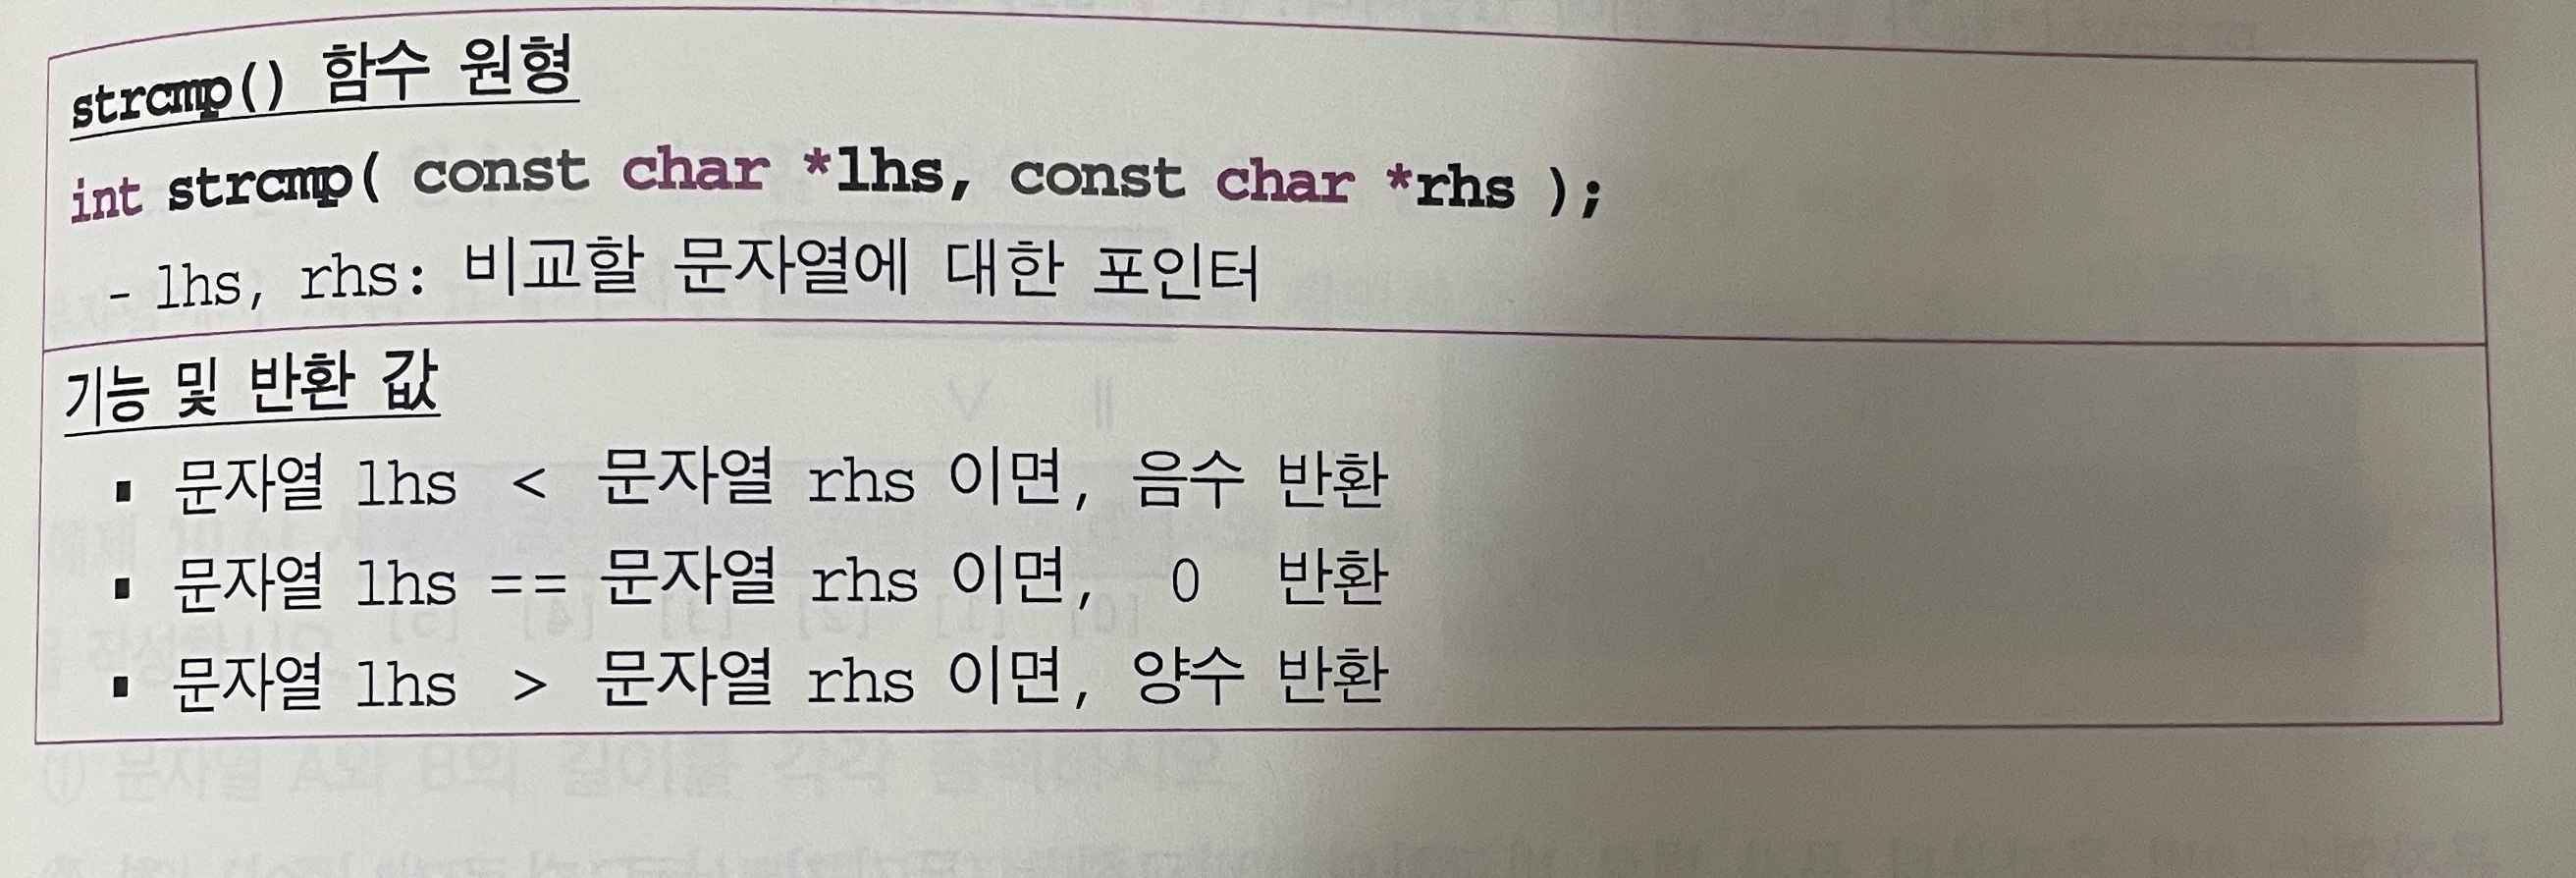 strcmp() 함수 원형
int strcmp( const char *lhs, const char *rhs );
- lhs, rhs: 비교할 문자열에 대한 포인터
기능 및 반환 값
▪ 문자열 lhs < 문자열 rhs 이면, 음수 반환
▪ 문자열 lhs == 문자열 rhs 이면, 0 반환
▪ 문자열 lhs > 문자열 rhs 이면, 양수 반환